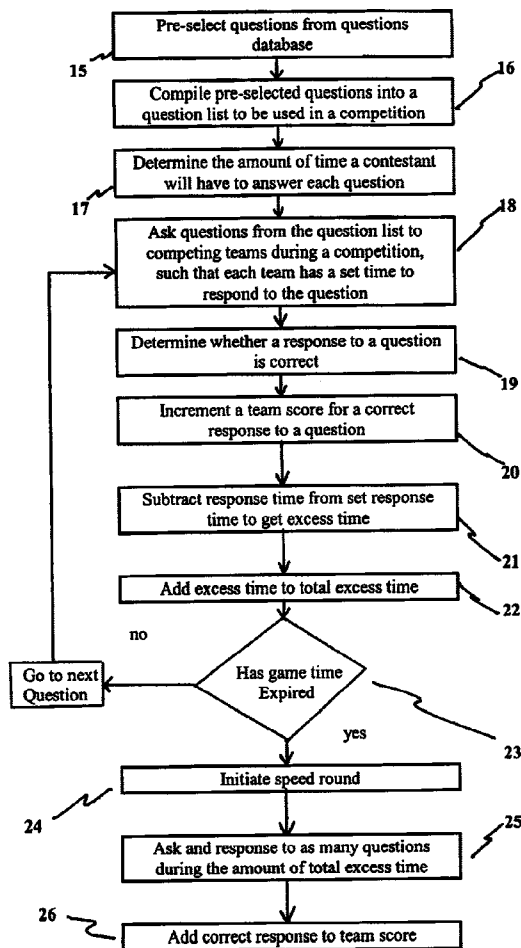 Pre-select questions from questions
database
15
16
Compile pre-selected questions into a
question list to be used in a competition
Determine the amount of time a contestant
will have to answer each question
17
18
Ask questions from the question list to
competing teams during a competition,
such that each team has a set time to
respond to the question
Determine whether a response to a question
is correct
19
Increment a team score for a correct
response to a question
20
Subtract response time from set response
time to get excess time
21
Add excess time to total excess time
22
no
Go to next
Question
Has game time
Expired
yes
23
Initiate speed round
24
25
Ask and response to as many questions
during the amount of total excess time
26
Add correct response to team score